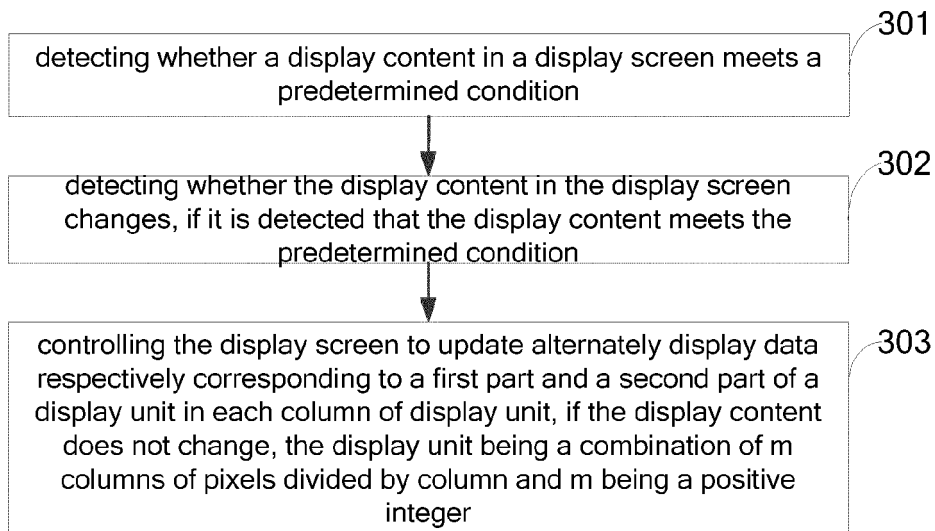 301
detecting whether a display content in a display screen meets a
predetermined condition
302
detecting whether the display content in the display screen
changes, if it is detected that the display content meets the
predetermined condition
303
controlling the display screen to update alternately display data
respectively corresponding to a first part and a second part of a
display unit in each column of display unit, if the display content
does not change, the display unit being a combination of m
columns of pixels divided by column and m being a positive
integer